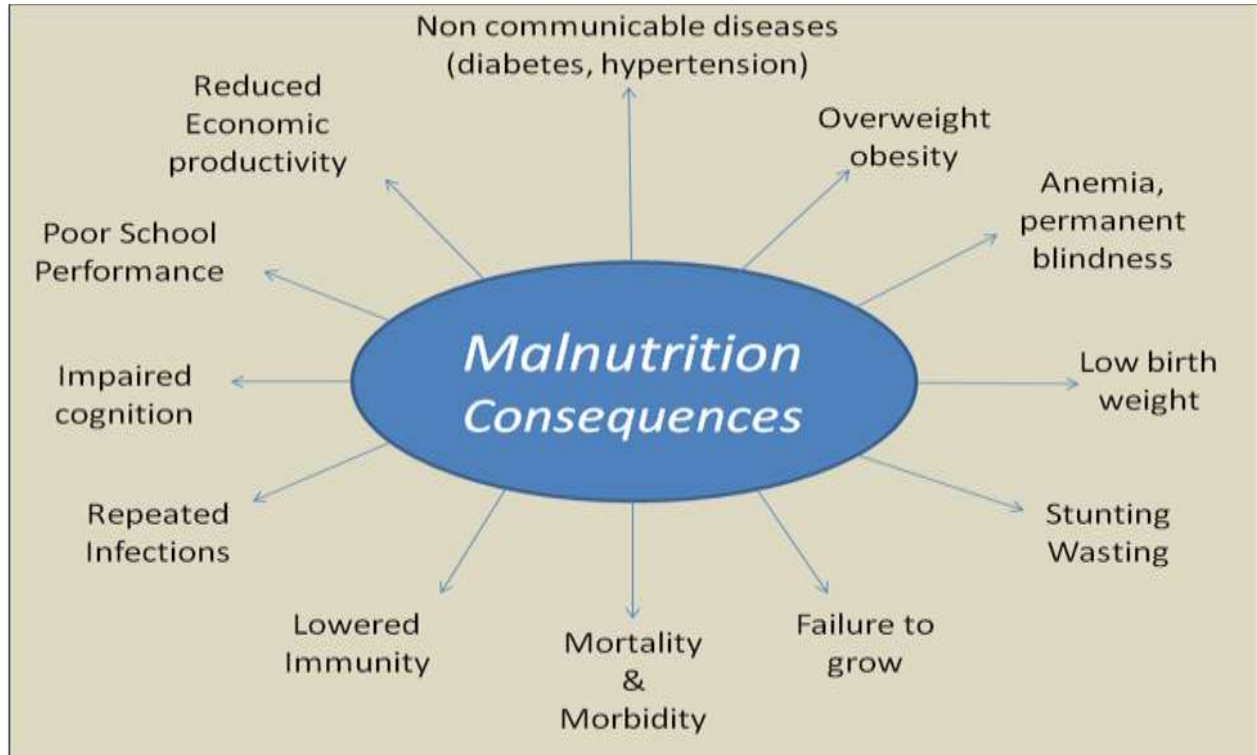 Non communicable diseases
(diabetes, hypertension)
Overweight
obesity
Anemia,
permanent
blindness
Low birth
weight
Stunting
Wasting
Failure to
grow
Mortality
&
Morbidity
Lowered
Immunity
Repeated
Infections
Impaired
cognition
Poor School
Performance
Reduced
Economic
productivity
Malnutrition
Consequences